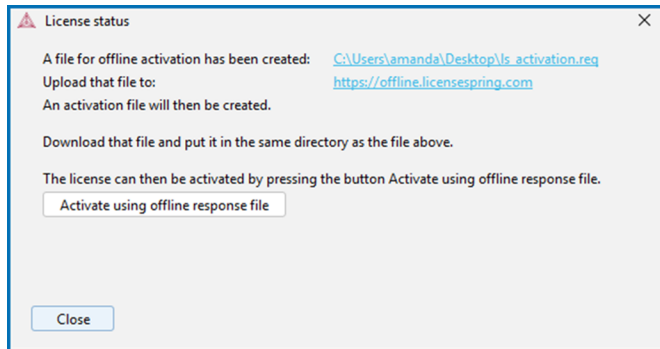 License status
A file for offline activation has been created: C:\Users\amanda\Desktop\ls_activation.req
Upload that file to: https://offline.licensespring.com
An activation file will then be created.
Download that file and put it in the same directory as the file above.
The license can then be activated by pressing the button Activate using offline response file.
Activate using offline response file
Close